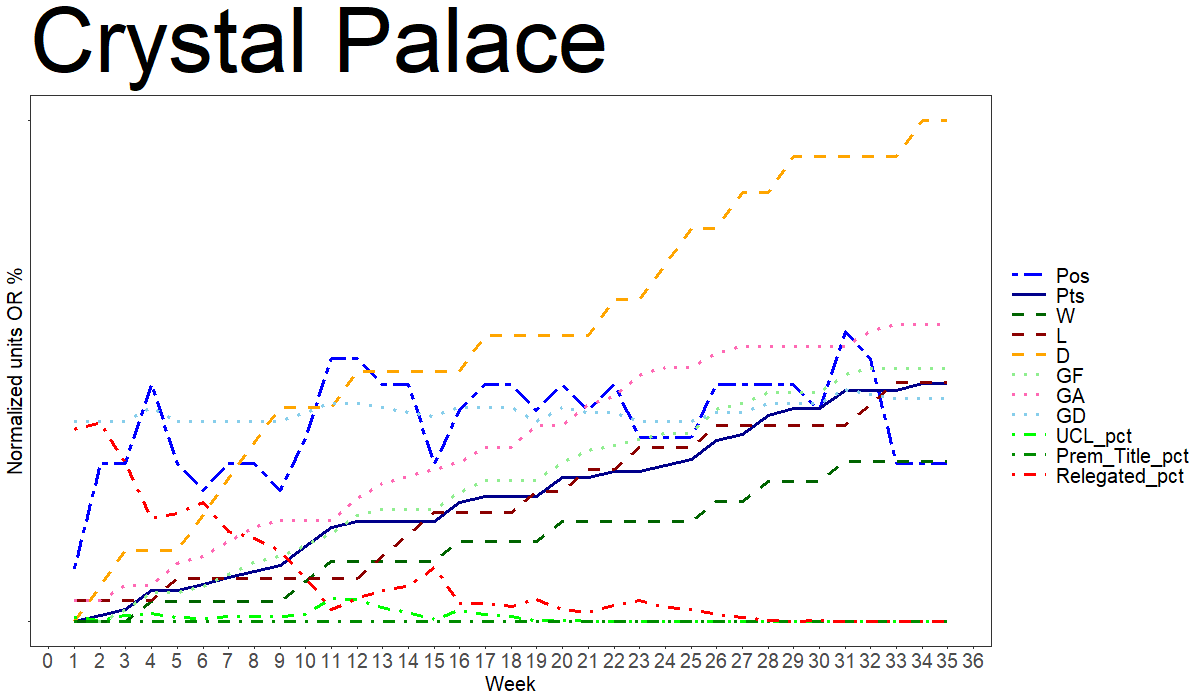 Crystal Palace
Normalized units OR %
Pos
Pts
W
L
D
GF
GA
GD
UCL_pct
Prem_Title_pct
Relegated_pct
0 1 2 3 4 5 6 7 8 9 10 11 12 13 14 15 16 17 18 19 20 21 22 23 24 25 26 27 28 29 30 31 32 33 34 35 36
Week